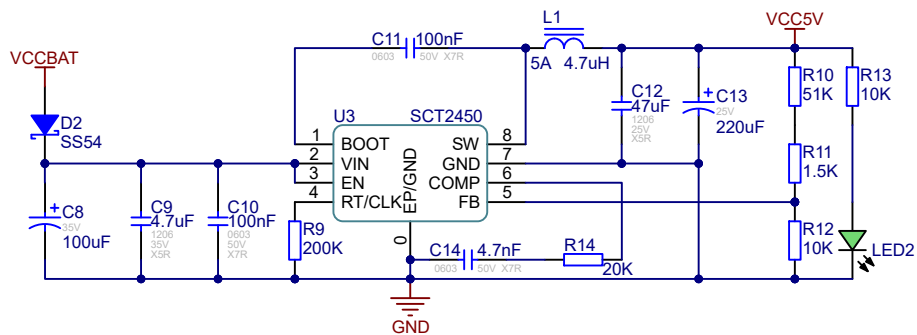 L1
VCC5V
C11
100nF
0603
50V X7R
5A 4.7uH
VCCBAT
R10
51K
R13
10K
C12
47uF
1206
25V
X5R
C13
25V
220uF
D2
SS54
U3
SCT2450
1
BOOT
SW
8
2
VIN
GND
7
3
EN
COMP
6
4
RT/CLK
FB
5
EP/GND
0
R11
1.5K
C8
35V
100uF
C9
4.7uF
1206
35V
X5R
C10
100nF
0603
50V
X7R
R9
200K
C14
4.7nF
0603
50V X7R
R14
20K
R12
10K
LED2
GND